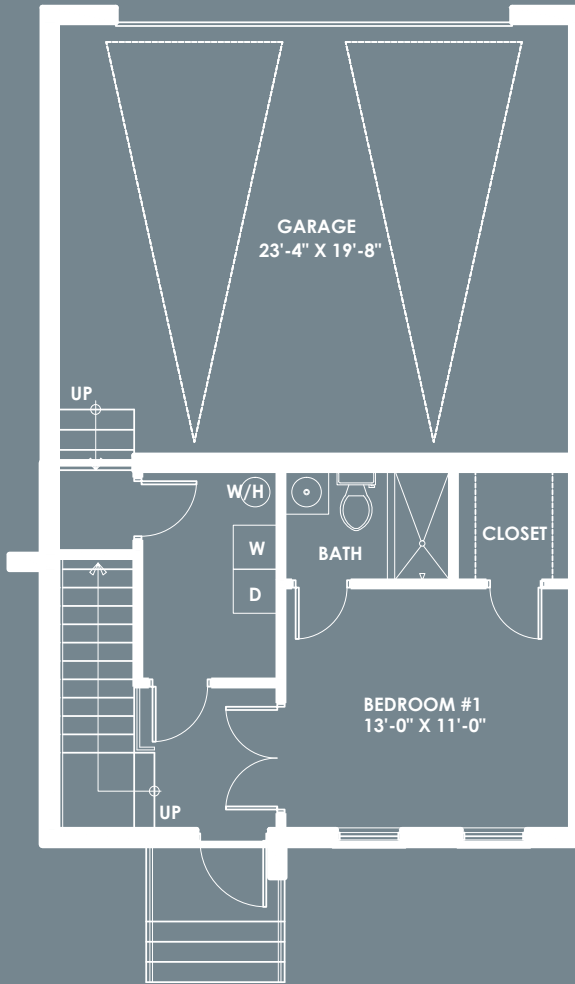 GARAGE
23'-4" X 19'-8"
UP
W/H
W
BATH
CLOSET
D
BEDROOM #1
13'-0" X 11'-0"
UP